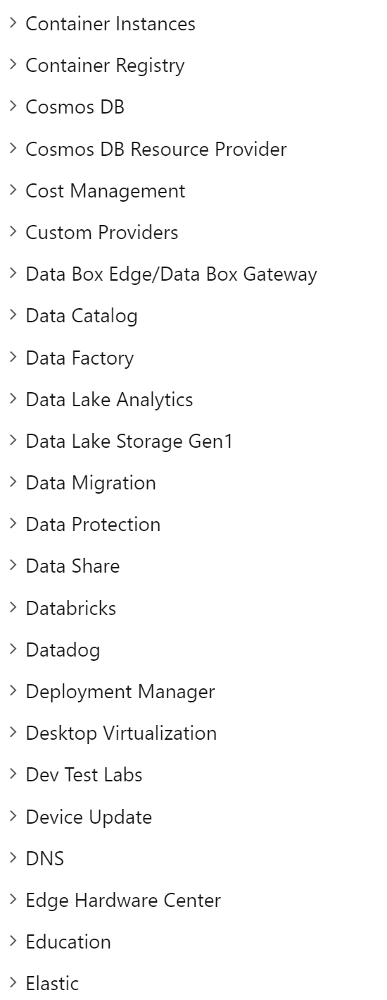 Container Instances
Container Registry
Cosmos DB
Cosmos DB Resource Provider
Cost Management
Custom Providers
Data Box Edge/Data Box Gateway
Data Catalog
Data Factory
Data Lake Analytics
Data Lake Storage Gen1
Data Migration
Data Protection
Data Share
Databricks
Datadog
Deployment Manager
Desktop Virtualization
Dev Test Labs
Device Update
DNS
Edge Hardware Center
Education
Elastic